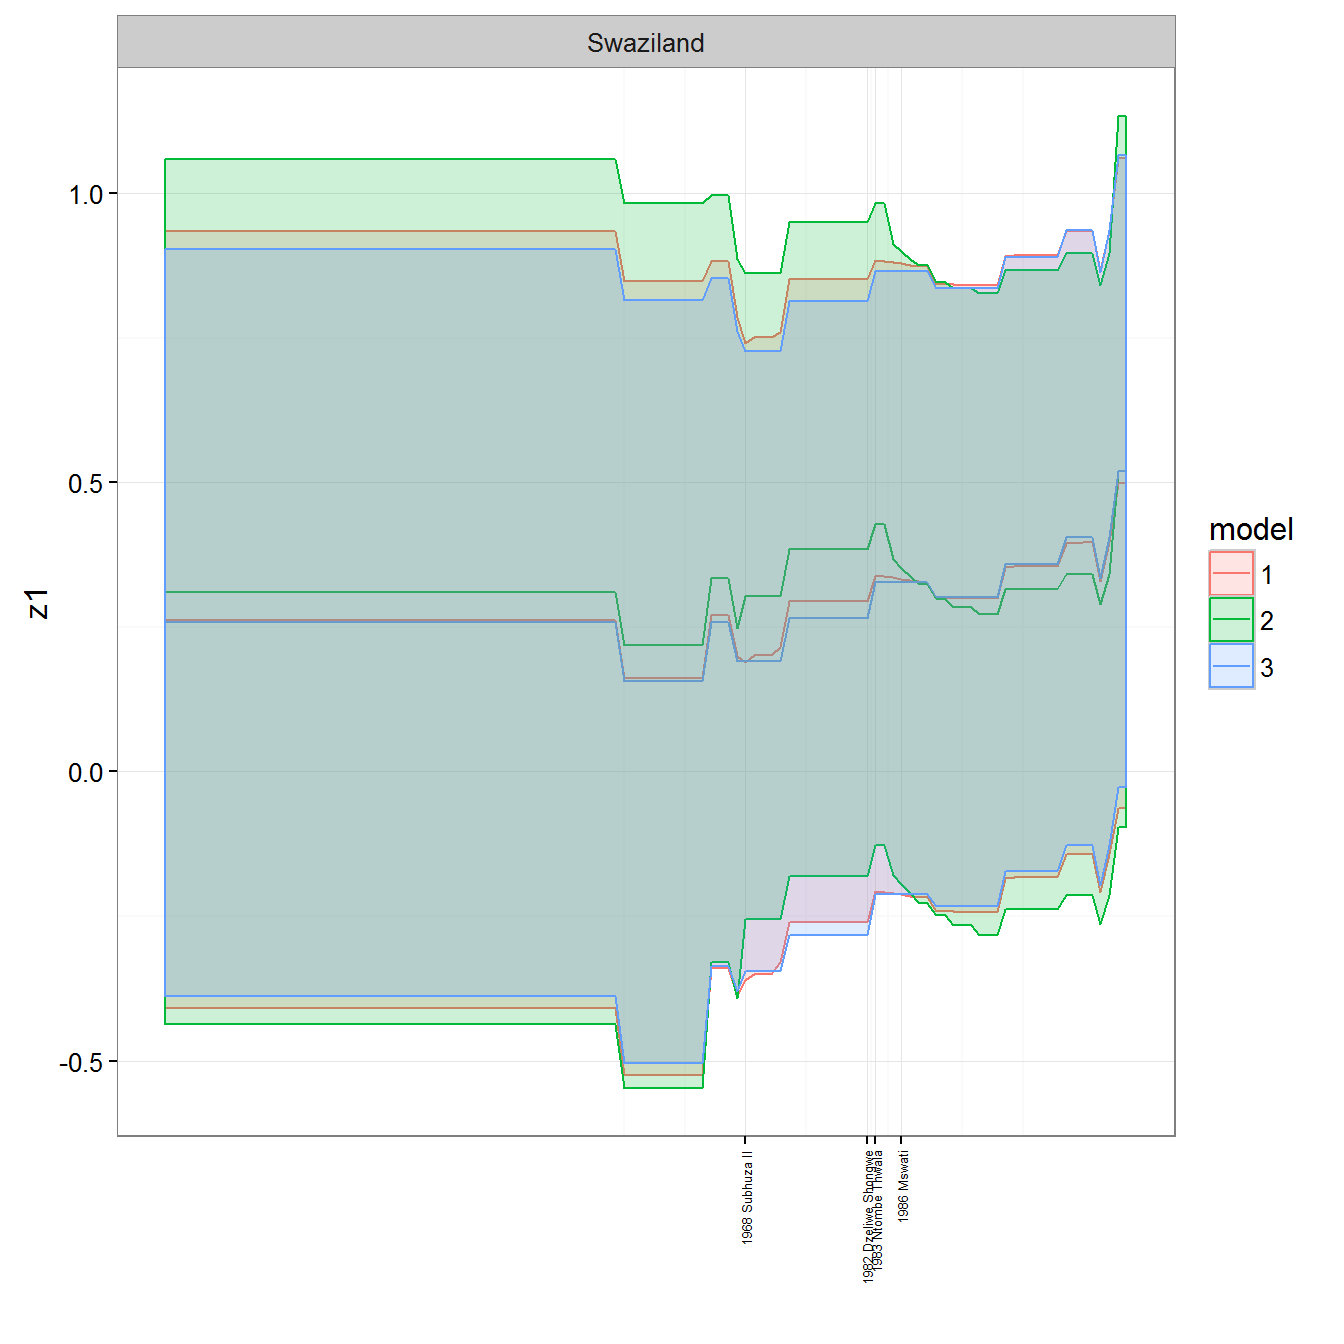 Swaziland
1.0
0.5
0.0
-0.5
z1
1968 Subhuza II
1982 Dzeliwe Shongwe
1983 Ntombe Thwala
1986 Mswati
model
1
2
3